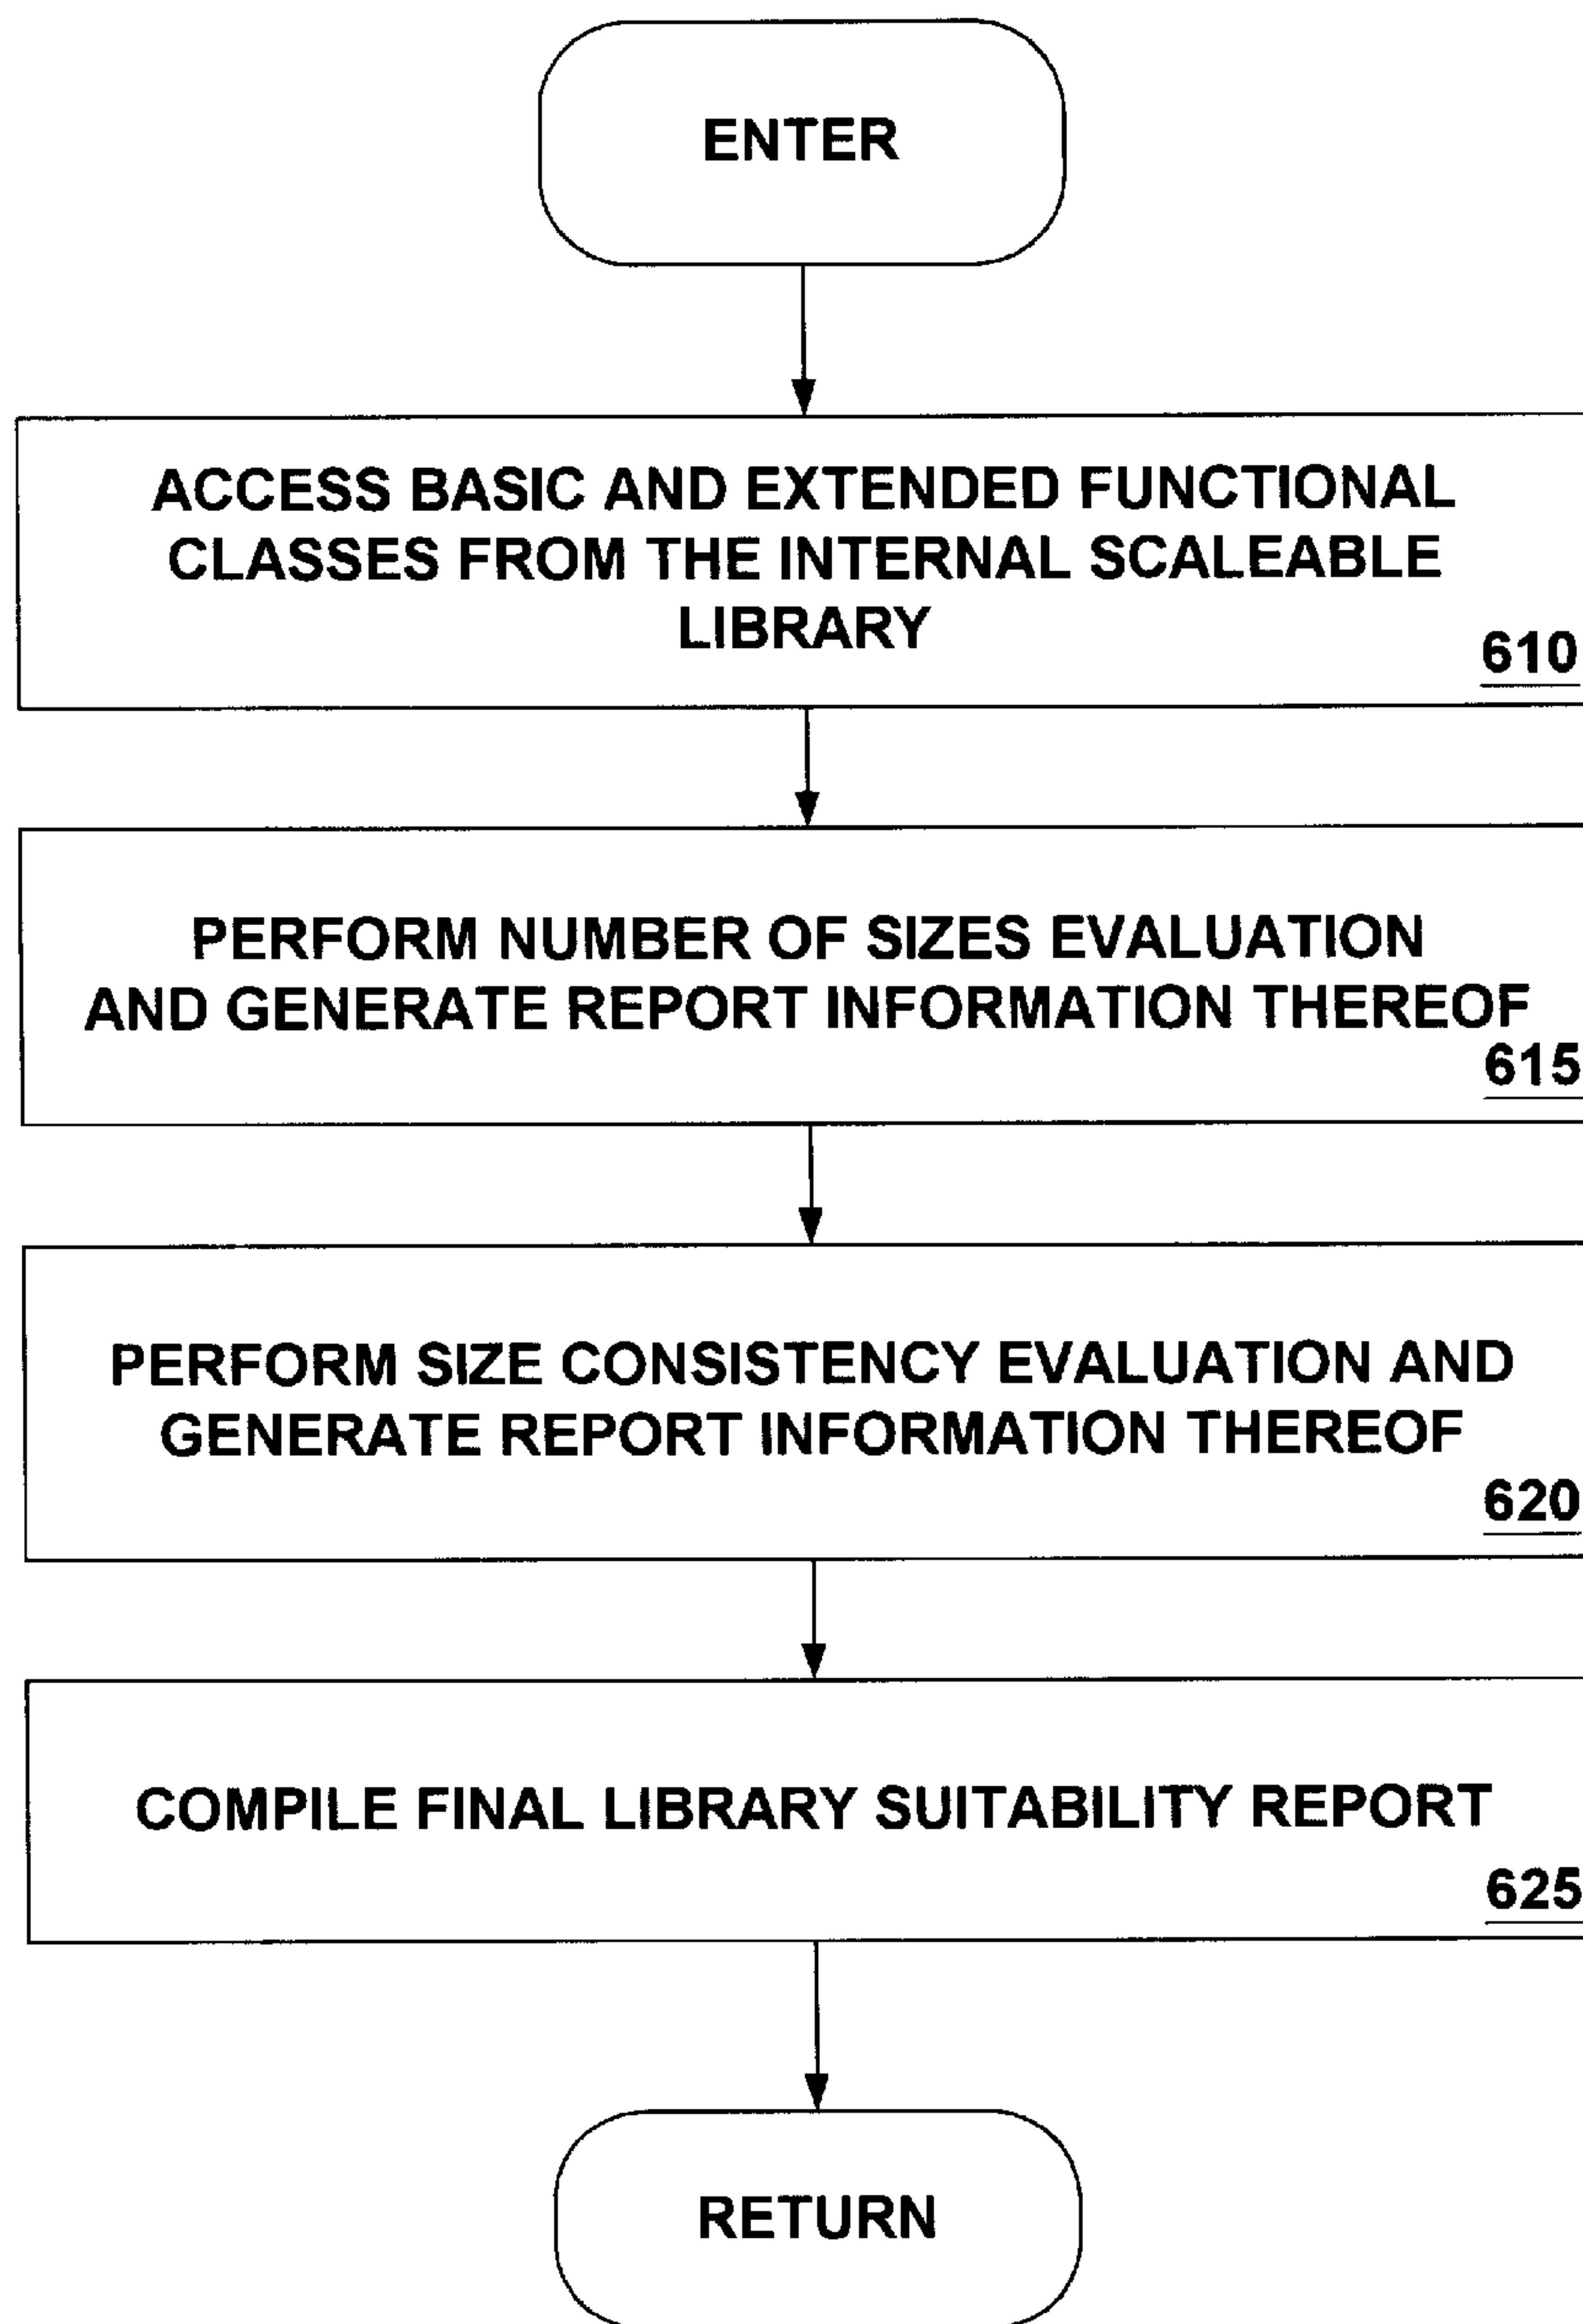 ENTER
ACCESS BASIC AND EXTENDED FUNCTIONAL
CLASSES FROM THE INTERNAL SCALEABLE
LIBRARY
610
PERFORM NUMBER OF SIZES EVALUATION
AND GENERATE REPORT INFORMATION THEREOF
615
PERFORM SIZE CONSISTENCY EVALUATION AND
GENERATE REPORT INFORMATION THEREOF
620
COMPILE FINAL LIBRARY SUITABILITY REPORT
625
RETURN